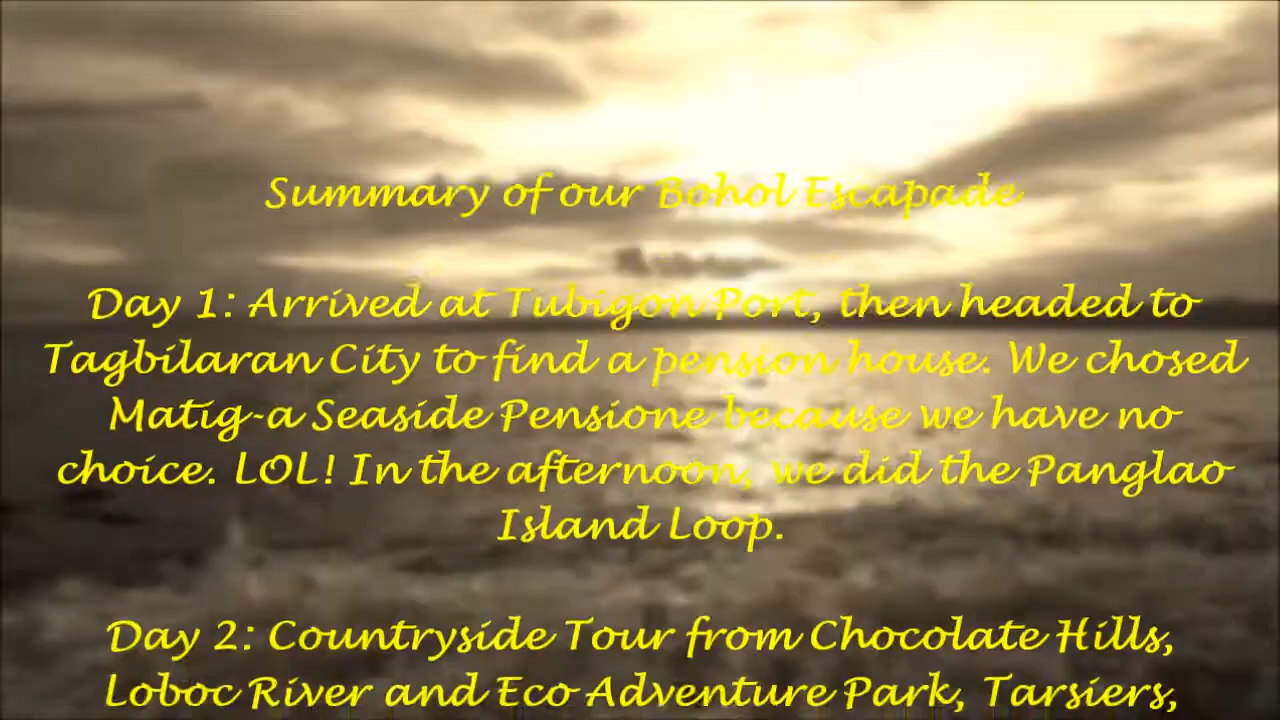 Summary of our Bohol Escapade
Day 1: Arrived at Tubigon Port, then headed to
Tagbilaran City to find a pension house. We chosed
Matig-a Seaside Pensione because we have no
choice. LOL! In the afternoon, we did the Panglao
Island Loop.
Day 2: Countryside Tour from Chocolate Hills,
Loboc River and Eco Adventure Park, Tarsiers,